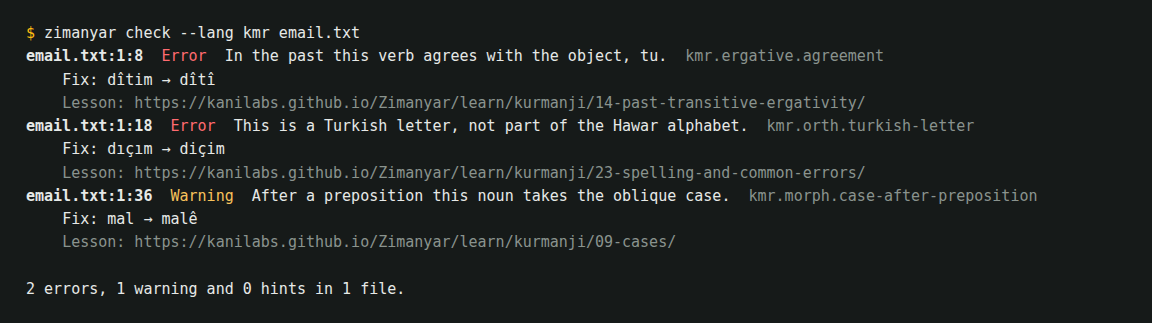 $ zimanyar check --lang kmr email.txt
email.txt:1:8  Error  In the past this verb agrees with the object, tu.  kmr.ergative.agreement
    Fix: dîtim → dîtî
    Lesson: https://kanilabs.github.io/Zimanyar/learn/kurmanji/14-past-transitive-ergativity/
email.txt:1:18  Error  This is a Turkish letter, not part of the Hawar alphabet.  kmr.orth.turkish-letter
    Fix: dıçım → diçim
    Lesson: https://kanilabs.github.io/Zimanyar/learn/kurmanji/23-spelling-and-common-errors/
email.txt:1:36  Warning  After a preposition this noun takes the oblique case.  kmr.morph.case-after-preposition
    Fix: mal → malê
    Lesson: https://kanilabs.github.io/Zimanyar/learn/kurmanji/09-cases/
2 errors, 1 warning and 0 hints in 1 file.